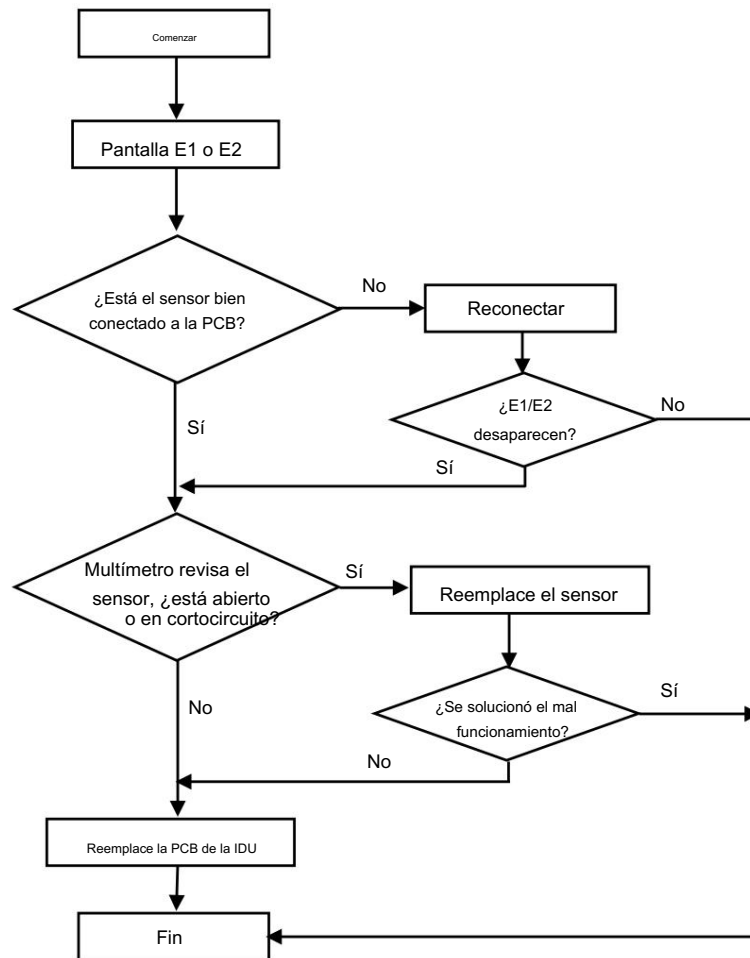 Comenzar
Pantalla E1 o E2
¿Está el sensor bien
conectado a la PCB?
No
Reconectar
¿E1/E2
desaparecen?
No
Sí
Sí
Multímetro revisa el
sensor, ¿está abierto
o en cortocircuito?
Sí
Reemplace el sensor
No
¿Se solucionó el mal
funcionamiento?
Sí
No
Reemplace la PCB de la IDU
Fin